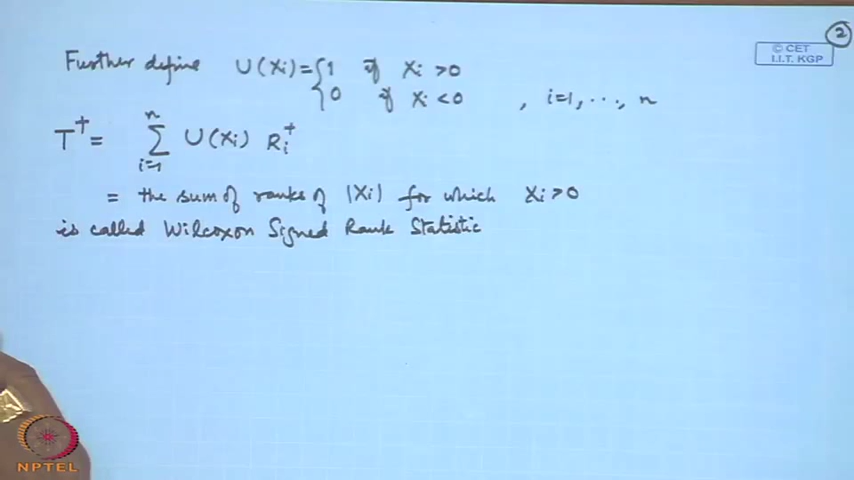 ②
© CET
I.I.T. KGP
Further define U(Xi) = { 1 if Xi > 0
0 if Xi < 0 , i=1, ..., n
T⁺ = Σ_{i=1}^{n} U(Xi) Ri⁺
= the sum of ranks of |Xi| for which Xi > 0
is called Wilcoxon Signed Rank Statistic
NPTEL